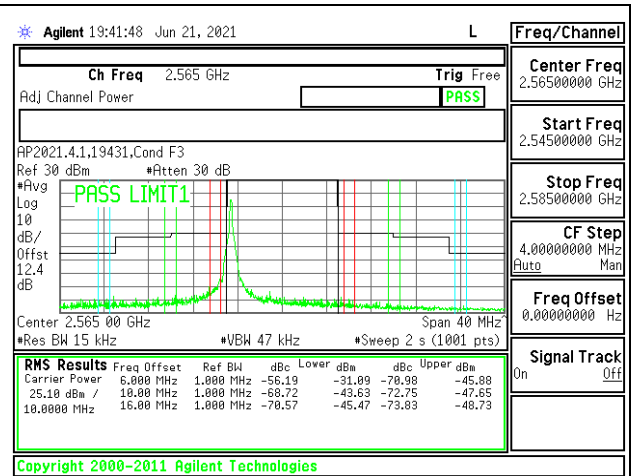 Agilent 19:41:48 Jun 21, 2021 L
Freq/Channel
Ch Freq 2.565 GHz Trig Free
Adj Channel Power PASS
Center Freq
2.56500000 GHz
Start Freq
2.54500000 GHz
Stop Freq
2.58500000 GHz
CF Step
4.00000000 MHz
Auto Man
Freq Offset
0.00000000 Hz
Signal Track
On Off
AP2021.4.1,19431,Cond F3
Ref 30 dBm #Atten 30 dB
#Avg
Log
10
dB/
Offst
12.4
dB
PASS LIMIT1
Center 2.565 00 GHz Span 40 MHz^
#Res BW 15 kHz #VBW 47 kHz #Sweep 2 s (1001 pts)
RMS Results Freq Offset Ref BW dBc Lower dBm dBc Upper dBm
Carrier Power 6.000 MHz 1.000 MHz -56.19 -31.09 -70.98 -45.88
25.10 dBm / 10.00 MHz 1.000 MHz -68.72 -43.63 -72.75 -47.65
10.0000 MHz 16.00 MHz 1.000 MHz -70.57 -45.47 -73.83 -48.73
Copyright 2000-2011 Agilent Technologies